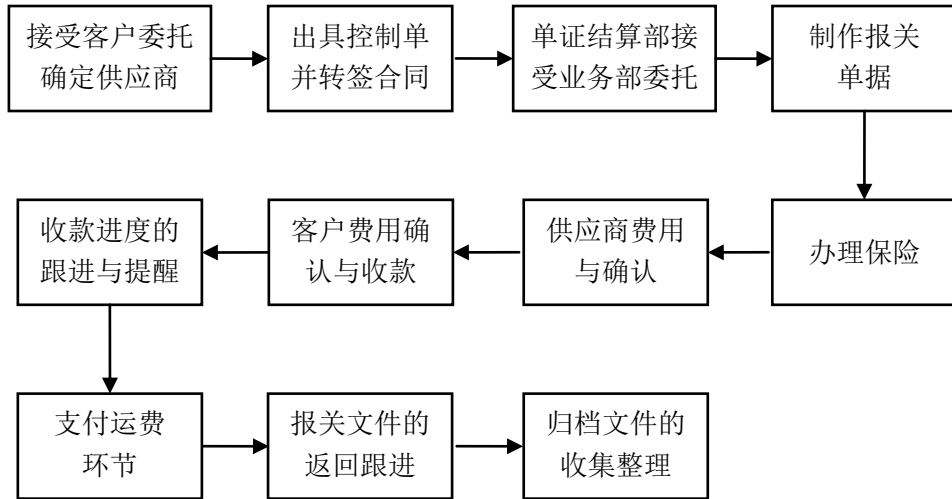 接受客户委托
确定供应商
出具控制单
并转签合同
单证结算部接
受业务部委托
制作报关
单据
办理保险
供应商费用
与确认
客户费用确
认与收款
收款进度的
跟进与提醒
支付运费
环节
报关文件的
返回跟进
归档文件的
收集整理